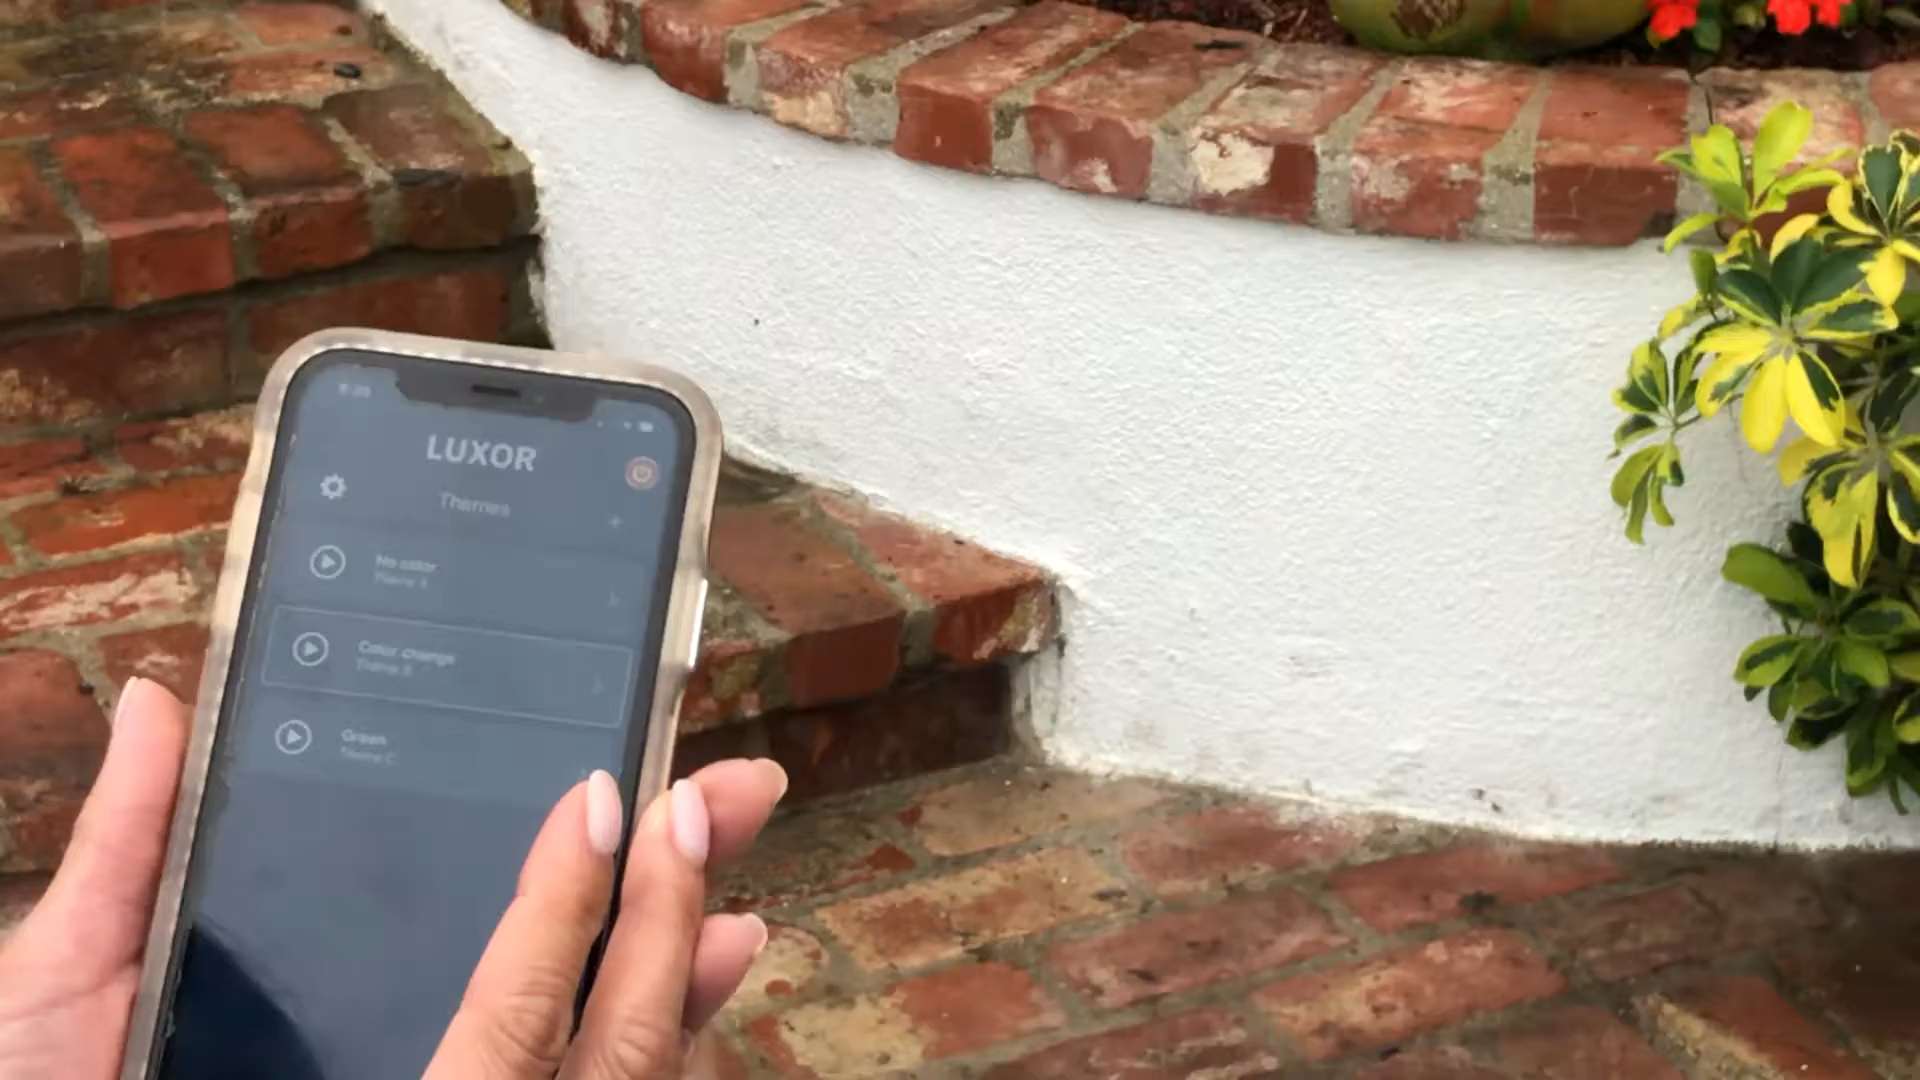 LUXOR
Themes
No color
Theme A
Color change
Theme B
Green
Theme C